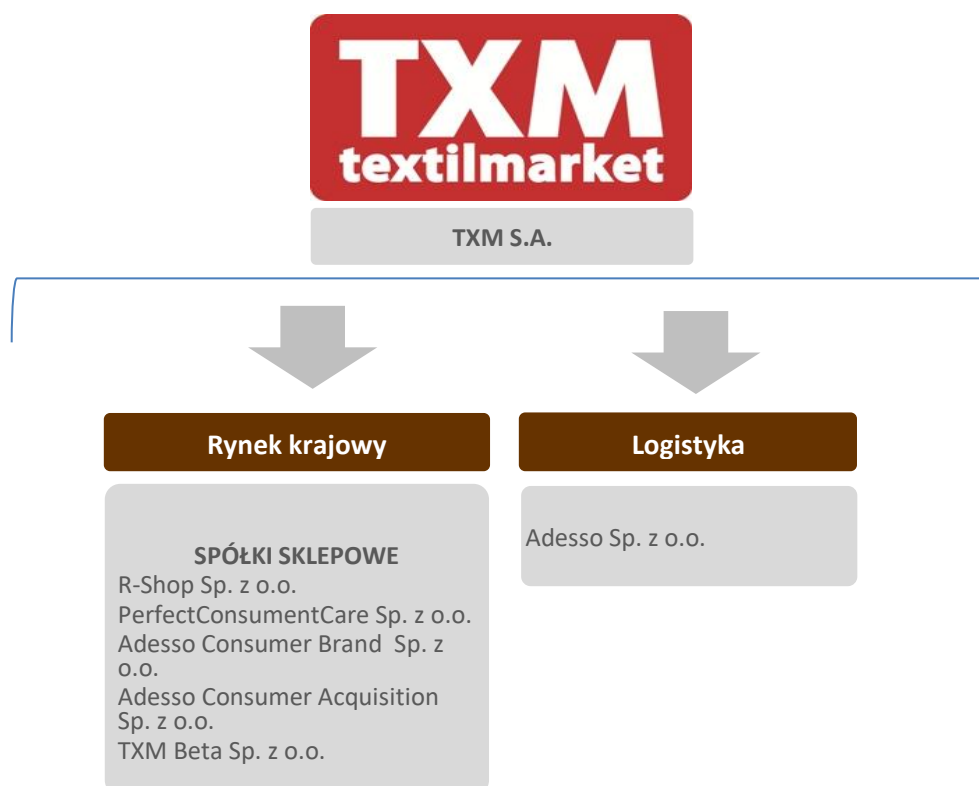 TXM
textilmarket
TXM S.A.
Rynek krajowy
SPÓŁKI SKLEPOWE
R-Shop Sp. z o.o.
PerfectConsumentCare Sp. z o.o.
Adesso Consumer Brand  Sp. z
o.o.
Adesso Consumer Acquisition
Sp. z o.o.
TXM Beta Sp. z o.o.
Logistyka
Adesso Sp. z o.o.